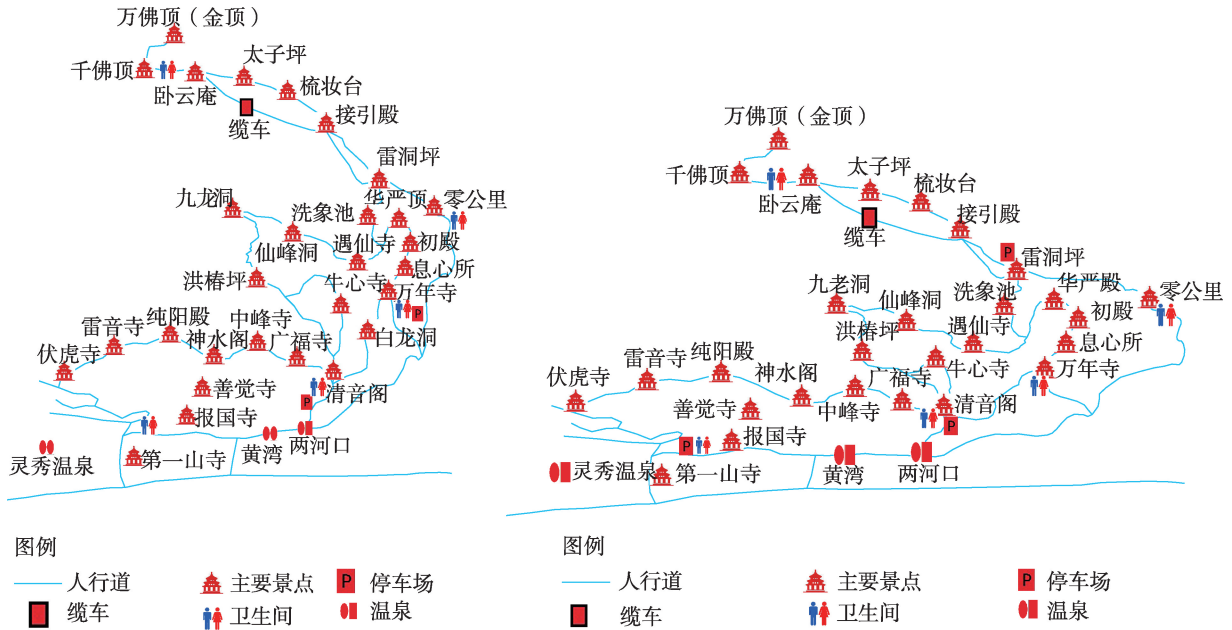 万佛顶（金顶）
千佛顶
卧云庵
太子坪
梳妆台
缆车
接引殿
雷洞坪
九龙洞
洗象池
华严顶
零公里
仙峰洞
遇仙寺
初殿
洪椿坪
牛心寺
息心所
万年寺
P
雷音寺
纯阳殿
神水阁
中峰寺
广福寺
白龙洞
伏虎寺
善觉寺
清音阁
P
报国寺
灵秀温泉
第一山寺
黄湾
两河口
图例
人行道
主要景点
P
停车场
缆车
卫生间
温泉
万佛顶（金顶）
千佛顶
卧云庵
太子坪
梳妆台
缆车
接引殿
P
雷洞坪
九老洞
仙峰洞
洗象池
华严殿
零公里
初殿
洪椿坪
遇仙寺
息心所
牛心寺
万年寺
雷音寺
纯阳殿
神水阁
广福寺
伏虎寺
善觉寺
中峰寺
清音阁
P
报国寺
P
灵秀温泉
第一山寺
黄湾
两河口
图例
人行道
主要景点
P
停车场
缆车
卫生间
温泉